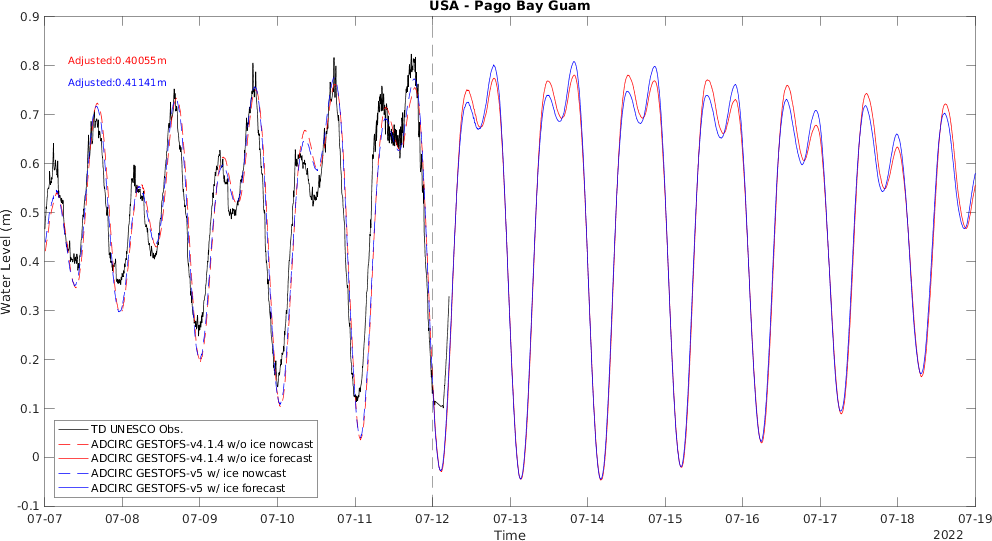 USA - Pago Bay Guam
0.9
0.8
0.7
0.6
0.5
0.4
0.3
0.2
0.1
0
-0.1
Water Level (m)
Adjusted:0.40055m
Adjusted:0.41141m
TD UNESCO Obs.
ADCIRC GESTOFS-v4.1.4 w/o ice nowcast
ADCIRC GESTOFS-v4.1.4 w/o ice forecast
ADCIRC GESTOFS-v5 w/ ice nowcast
ADCIRC GESTOFS-v5 w/ ice forecast
07-07 07-08 07-09 07-10 07-11 07-12 07-13 07-14 07-15 07-16 07-17 07-18 07-19
Time
2022